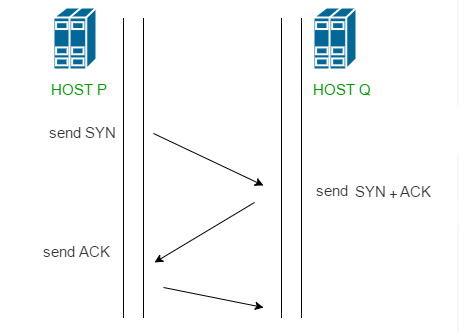 HOST P
HOST Q
send SYN
send SYN + ACK
send ACK